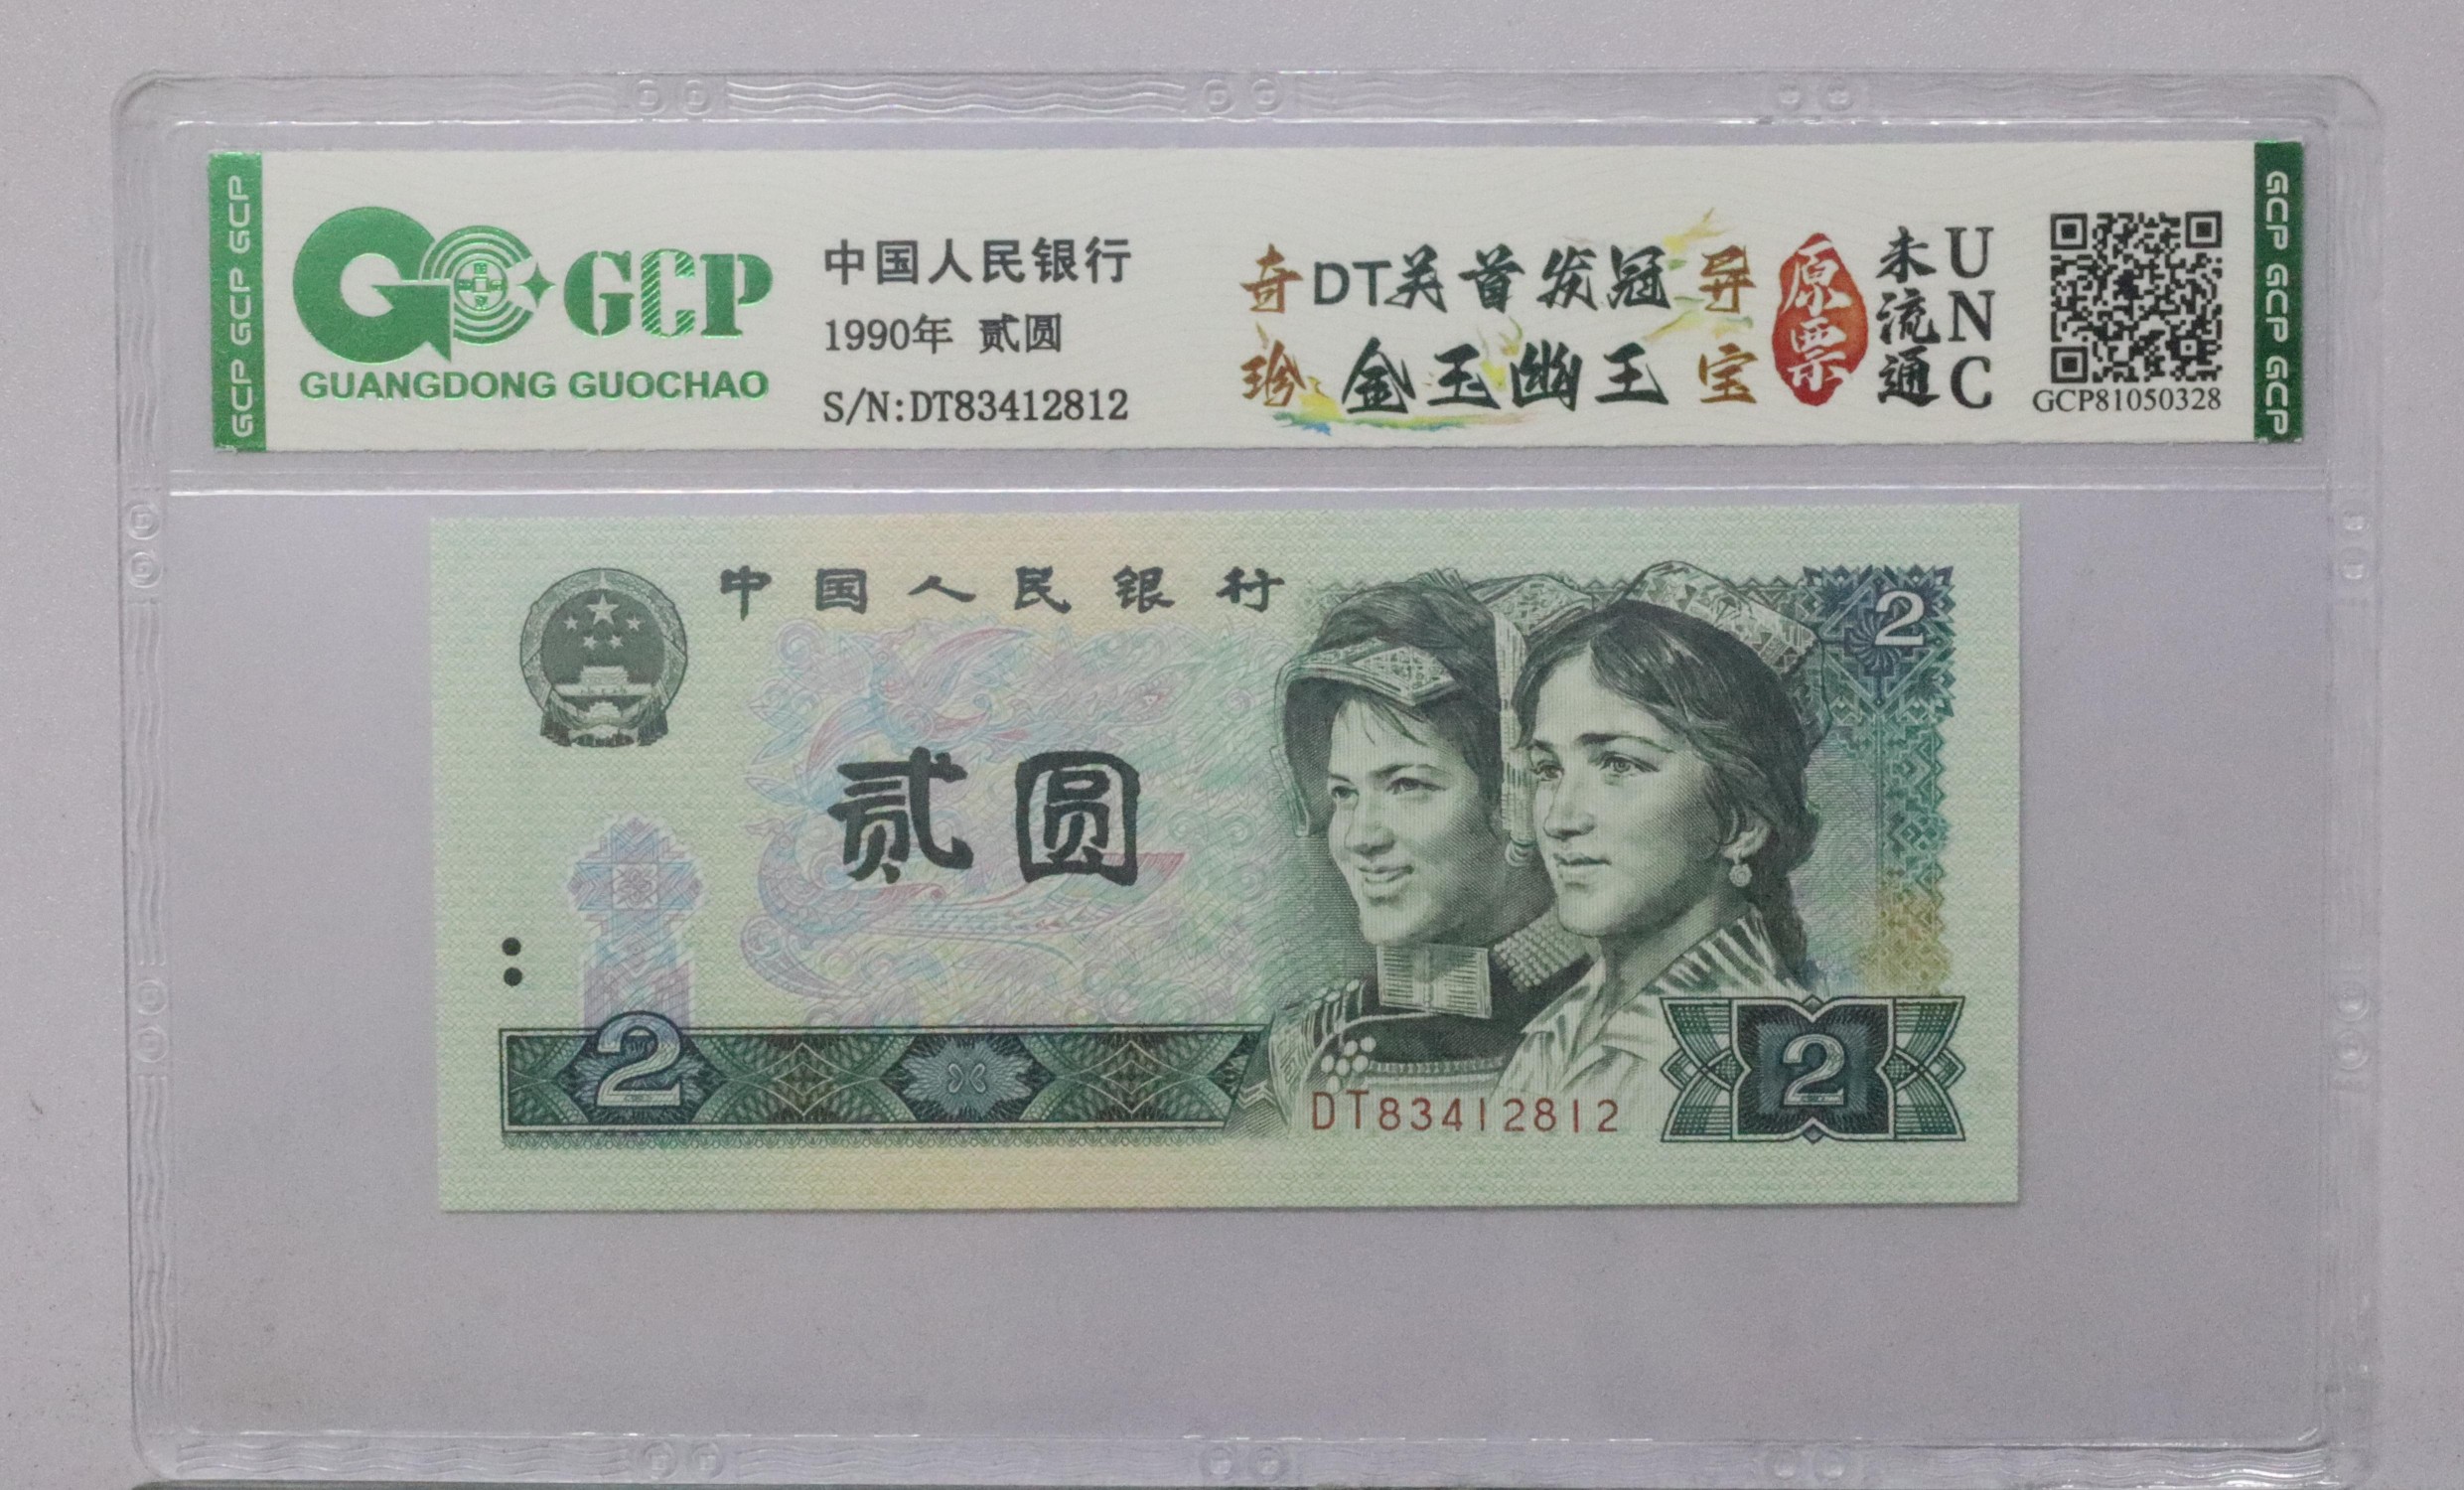 GCP GCP GCP
GCP
GUANGDONG GUOCHAO
中国人民银行
1990年 贰圆
S/N:DT83412812
奇DT关首发冠异
珍金玉幽王宝
原票
未流通
UNC
GCP81050328
GCP GCP GCP
中国人民银行
2
贰圆
2
2
DT83412812